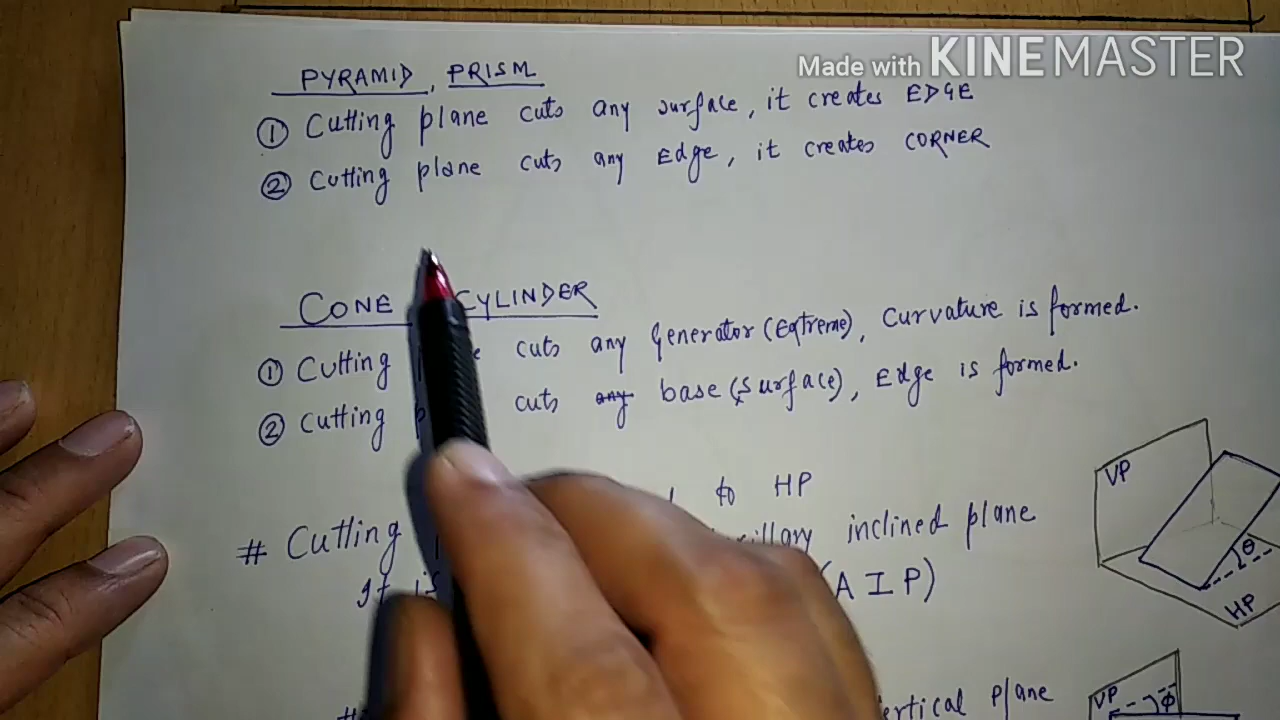 Made with KINEMASTER
PYRAMID, PRISM
① Cutting plane cuts any surface, it creates EDGE
② Cutting plane cuts any Edge, it creates CORNER
CONE CYLINDER
① Cutting cuts any Generator (Extreme), Curvature is formed.
② Cutting cuts any base (Surface), Edge is formed.
# Cutting to HP
It is inclined plane
(AIP)
VP
θ
HP
Plane
VP
φ